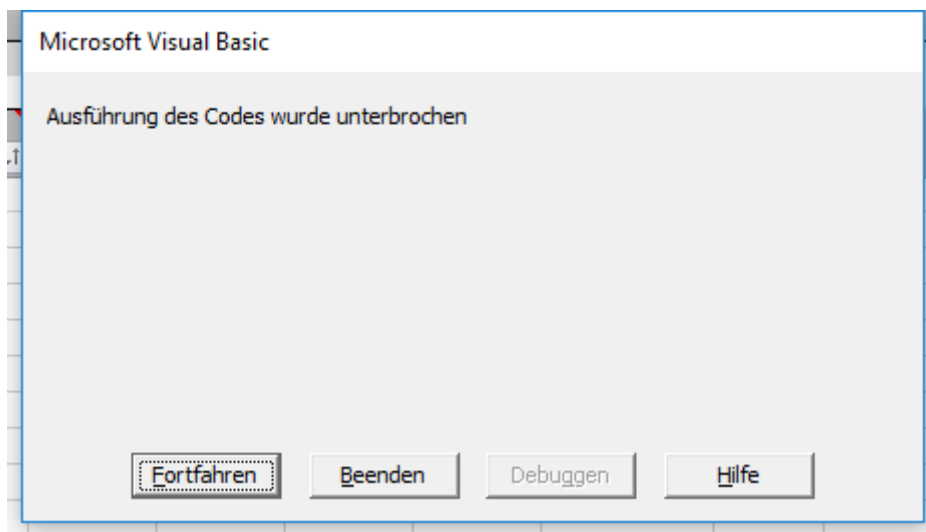 Microsoft Visual Basic
Ausführung des Codes wurde unterbrochen
Fortfahren Beenden Debuggen Hilfe